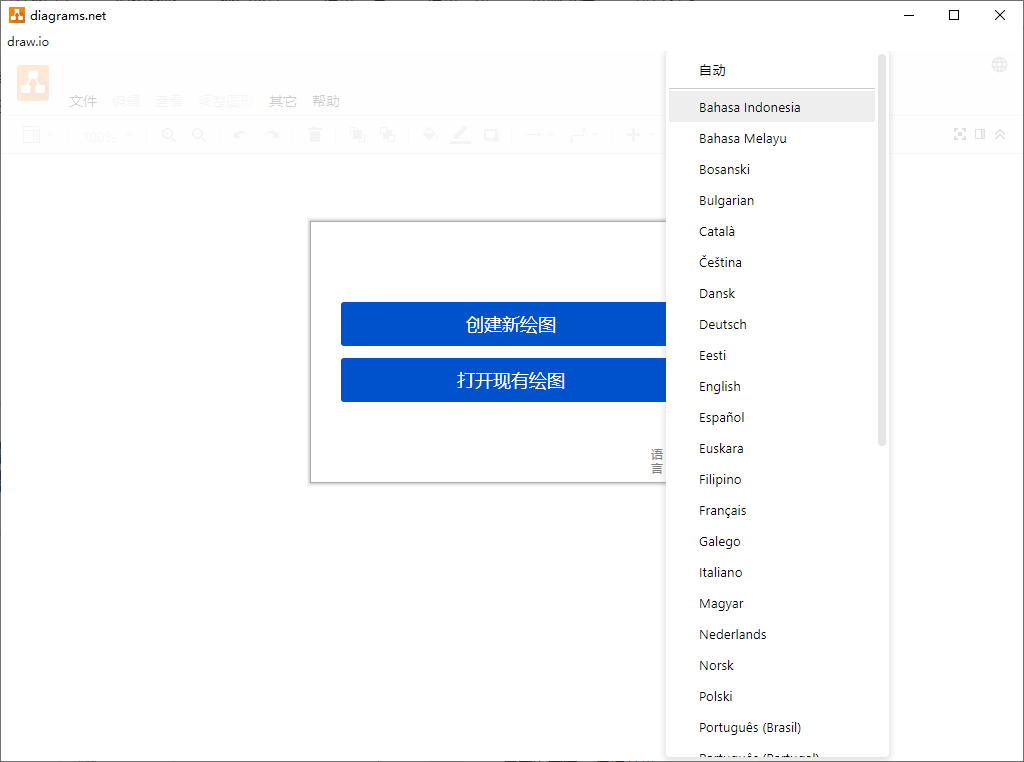 diagrams.net
draw.io
文件 编辑 查看 调整图形 其它 帮助
100%
创建新绘图
打开现有绘图
语
言
自动
Bahasa Indonesia
Bahasa Melayu
Bosanski
Bulgarian
Català
Čeština
Dansk
Deutsch
Eesti
English
Español
Euskara
Filipino
Français
Galego
Italiano
Magyar
Nederlands
Norsk
Polski
Português (Brasil)
Português (Portugal)